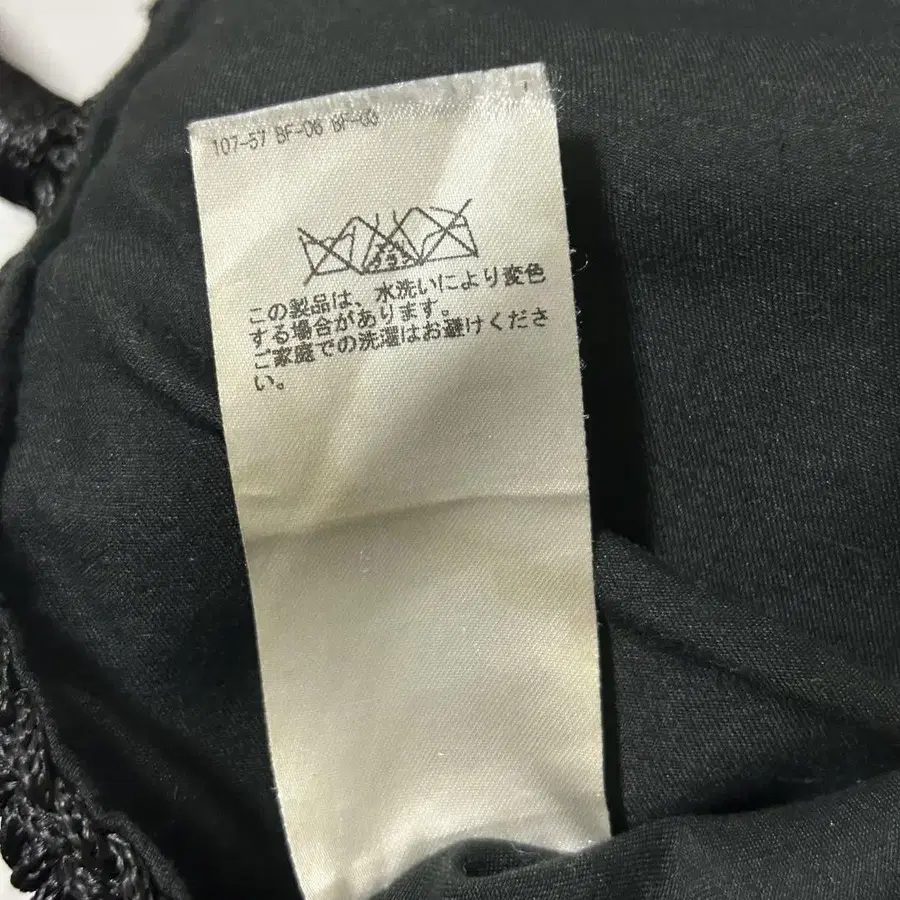 107-57 BF-06 BF-03
この製品は、水洗いにより変色
する場合があります。
ご家庭での洗濯はお避けくださ
い。